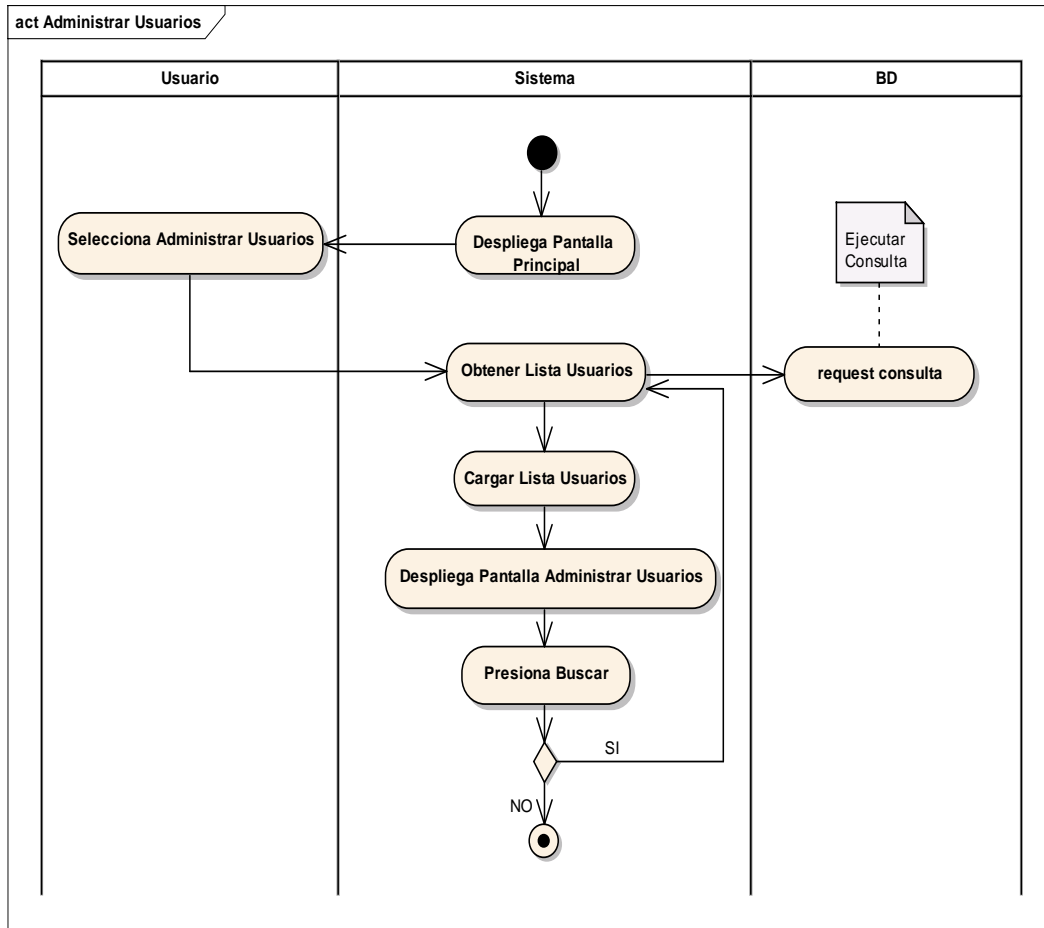 act Administrar Usuarios
Usuario
Sistema
BD
Selecciona Administrar Usuarios
Despliega Pantalla
Principal
Ejecutar
Consulta
Obtener Lista Usuarios
request consulta
Cargar Lista Usuarios
Despliega Pantalla Administrar Usuarios
Presiona Buscar
SI
NO